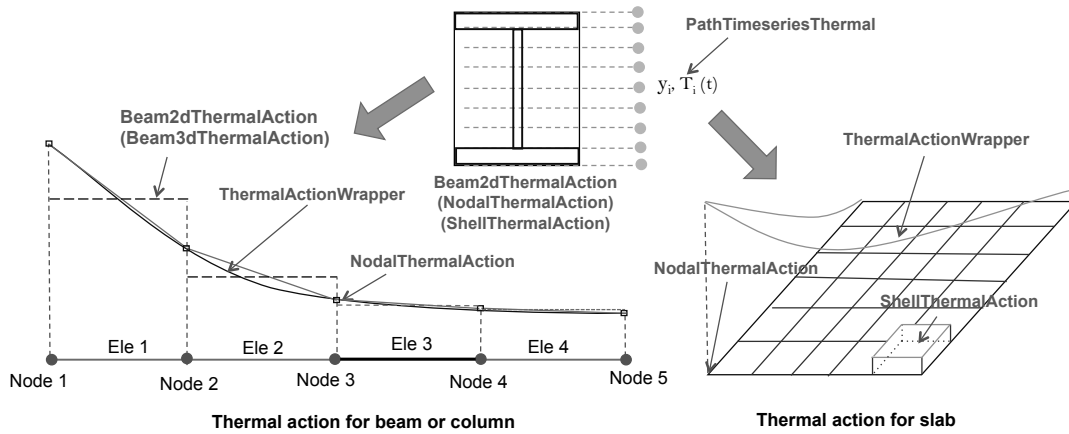 PathTimeseriesThermal
yi, Ti (t)
Beam2dThermalAction
(Beam3dThermalAction)
ThermalActionWrapper
Beam2dThermalAction
(NodalThermalAction)
(ShellThermalAction)
ThermalActionWrapper
NodalThermalAction
NodalThermalAction
ShellThermalAction
Ele 1
Ele 2
Ele 3
Ele 4
Node 1
Node 2
Node 3
Node 4
Node 5
Thermal action for beam or column
Thermal action for slab